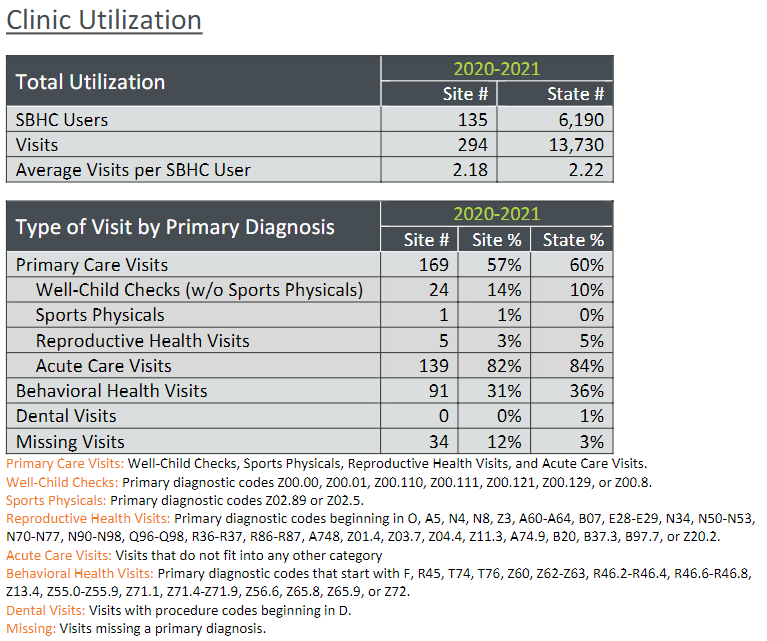 Clinic Utilization
Total Utilization
2020-2021
Site # State #
SBHC Users 135 6,190
Visits 294 13,730
Average Visits per SBHC User 2.18 2.22
Type of Visit by Primary Diagnosis
2020-2021
Site # Site % State %
Primary Care Visits 169 57% 60%
Well-Child Checks (w/o Sports Physicals) 24 14% 10%
Sports Physicals 1 1% 0%
Reproductive Health Visits 5 3% 5%
Acute Care Visits 139 82% 84%
Behavioral Health Visits 91 31% 36%
Dental Visits 0 0% 1%
Missing Visits 34 12% 3%
Primary Care Visits: Well-Child Checks, Sports Physicals, Reproductive Health Visits, and Acute Care Visits.
Well-Child Checks: Primary diagnostic codes Z00.00, Z00.01, Z00.110, Z00.111, Z00.121, Z00.129, or Z00.8.
Sports Physicals: Primary diagnostic codes Z02.89 or Z02.5.
Reproductive Health Visits: Primary diagnostic codes beginning in O, A5, N4, N8, Z3, A60-A64, B07, E28-E29, N34, N50-N53,
N70-N77, N90-N98, Q96-Q98, R36-R37, R86-R87, A748, Z01.4, Z03.7, Z04.4, Z11.3, A74.9, B20, B37.3, B97.7, or Z20.2.
Acute Care Visits: Visits that do not fit into any other category
Behavioral Health Visits: Primary diagnostic codes that start with F, R45, T74, T76, Z60, Z62-Z63, R46.2-R46.4, R46.6-R46.8,
Z13.4, Z55.0-Z55.9, Z71.1, Z71.4-Z71.9, Z56.6, Z65.8, Z65.9, or Z72.
Dental Visits: Visits with procedure codes beginning in D.
Missing: Visits missing a primary diagnosis.